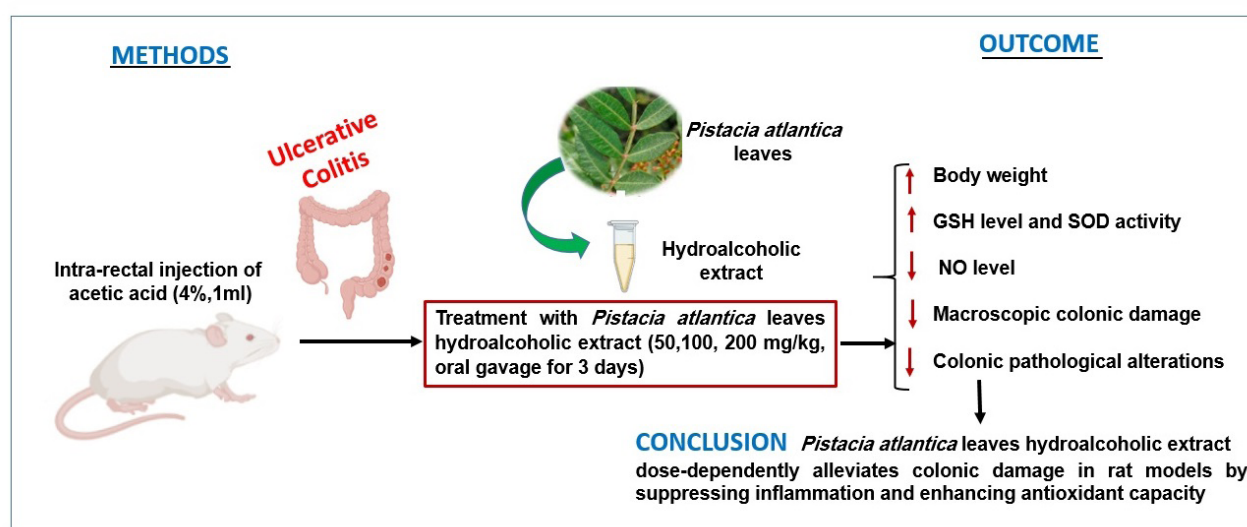 METHODS
OUTCOME
Ulcerative
Colitis
Pistacia atlantica
leaves
Hydroalcoholic
extract
Intra-rectal injection of
acetic acid (4%,1ml)
Treatment with Pistacia atlantica leaves
hydroalcoholic extract (50,100, 200 mg/kg,
oral gavage for 3 days)
Body weight
GSH level and SOD activity
NO level
Macroscopic colonic damage
Colonic pathological alterations
CONCLUSION Pistacia atlantica leaves hydroalcoholic extract
dose-dependently alleviates colonic damage in rat models by
suppressing inflammation and enhancing antioxidant capacity